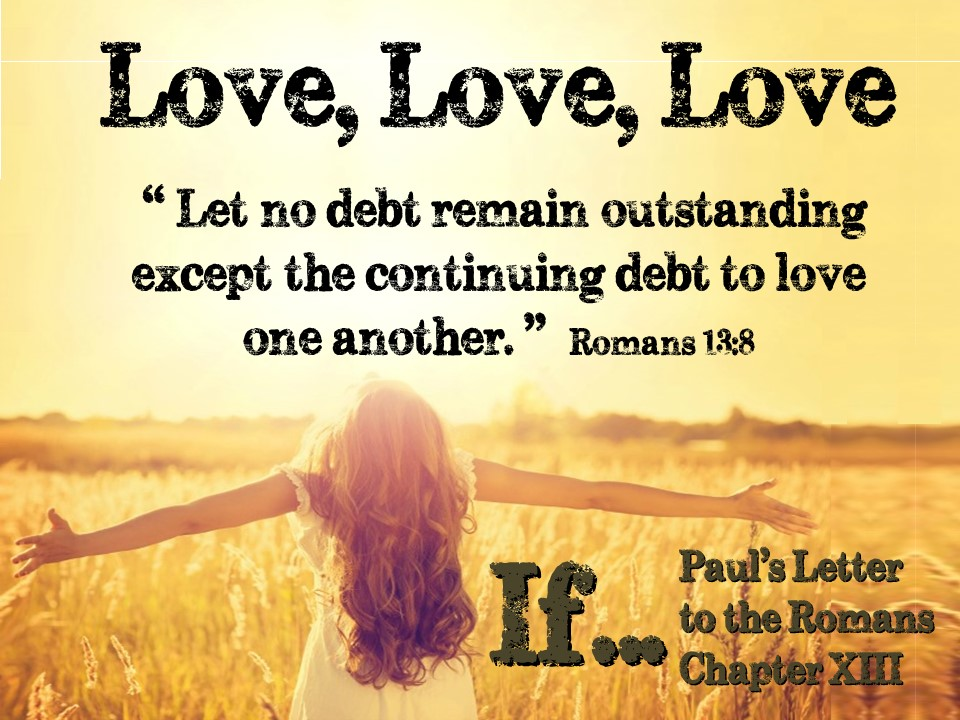 Love, Love, Love
“ Let no debt remain outstanding
except the continuing debt to love
one another. ” Romans 13:8
If...
Paul's Letter
to the Romans
Chapter XIII